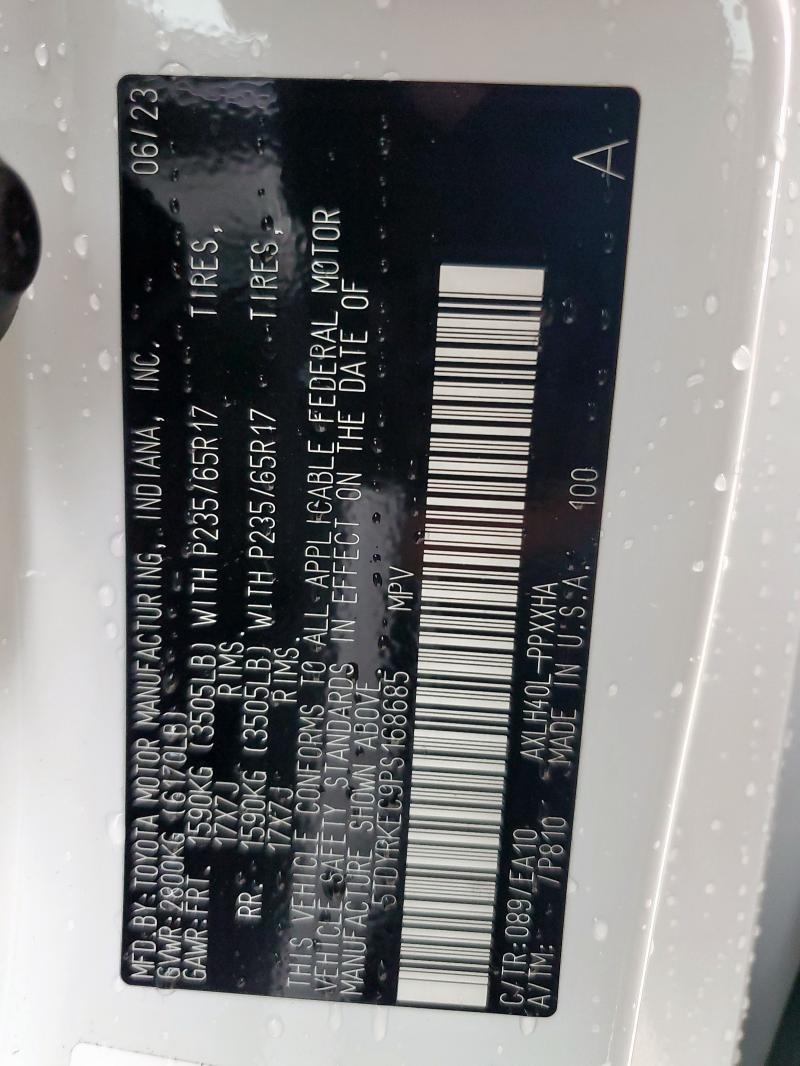 MFD BY: TOYOTA MOTOR MANUFACTURING, INDIANA, INC. 06/23
GVWR: 2800KG (6170LB)
GAWR: FRT. 1590KG (3505LB) WITH P235/65R17 TIRES,
17X7J RIMS.
RR. 1590KG (3505LB) WITH P235/65R17 TIRES,
17X7J RIMS
THIS VEHICLE CONFORMS TO ALL APPLICABLE FEDERAL MOTOR
VEHICLE SAFETY STANDARDS IN EFFECT ON THE DATE OF
MANUFACTURE SHOWN ABOVE
MPV
C/TR: 089/EA10 AXLH40L-PPXXHA
A/TM: -/P810 MADE IN U.S.A. 100 A